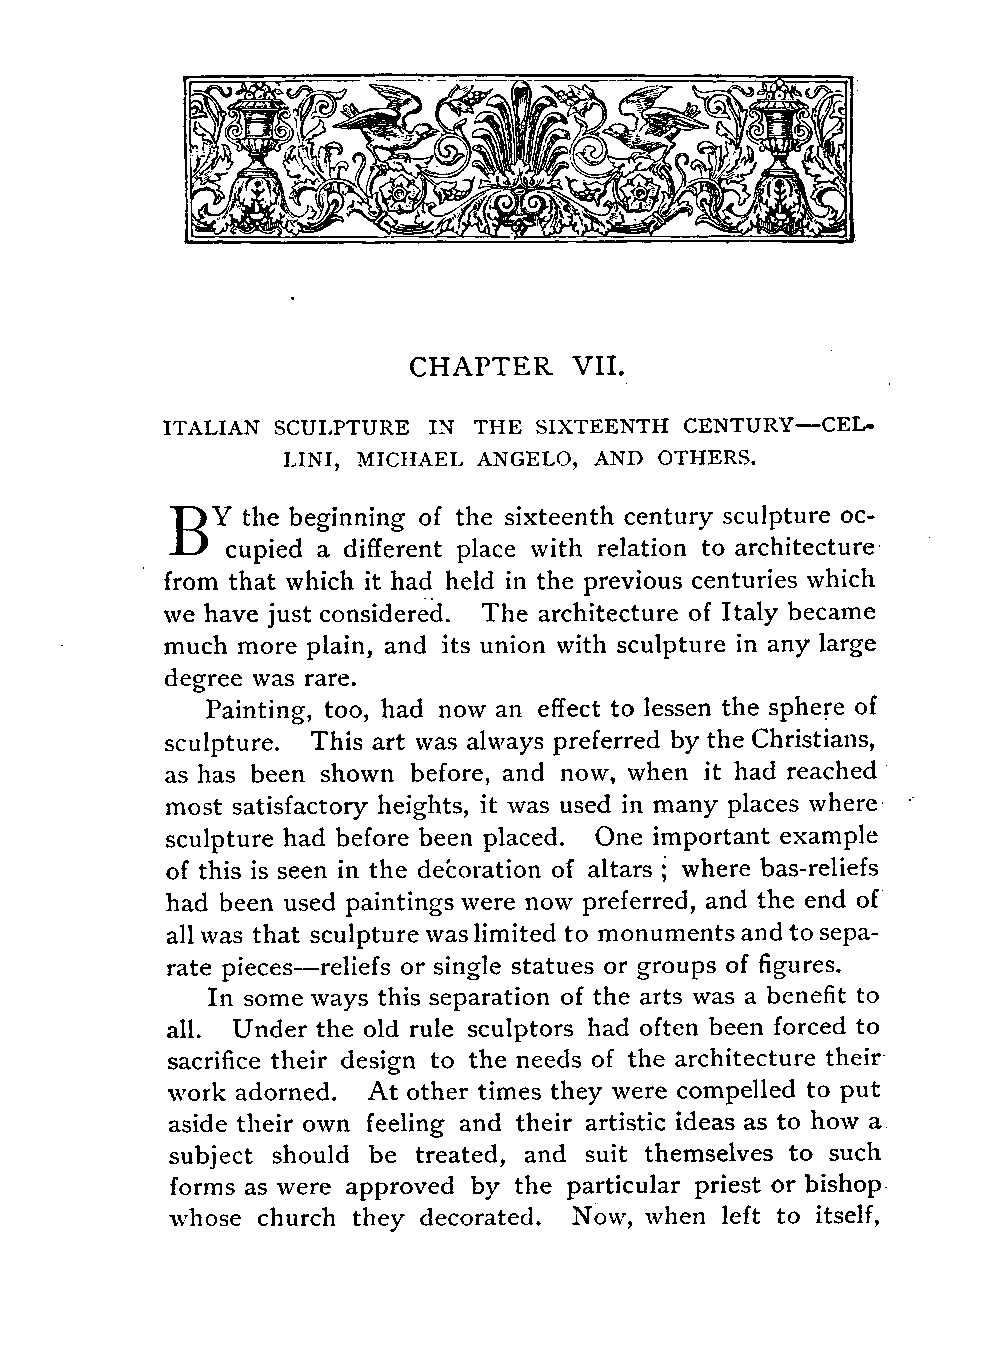 CHAPTER VII.
ITALIAN SCULPTURE IN THE SIXTEENTH CENTURY—CEL-
LINI, MICHAEL ANGELO, AND OTHERS.
BY the beginning of the sixteenth century sculpture oc-
cupied a different place with relation to architecture
from that which it had held in the previous centuries which
we have just considered. The architecture of Italy became
much more plain, and its union with sculpture in any large
degree was rare.
Painting, too, had now an effect to lessen the sphere of
sculpture. This art was always preferred by the Christians,
as has been shown before, and now, when it had reached
most satisfactory heights, it was used in many places where
sculpture had before been placed. One important example
of this is seen in the decoration of altars ; where bas-reliefs
had been used paintings were now preferred, and the end of
all was that sculpture was limited to monuments and to sepa-
rate pieces—reliefs or single statues or groups of figures.
In some ways this separation of the arts was a benefit to
all. Under the old rule sculptors had often been forced to
sacrifice their design to the needs of the architecture their
work adorned. At other times they were compelled to put
aside their own feeling and their artistic ideas as to how a
subject should be treated, and suit themselves to such
forms as were approved by the particular priest or bishop
whose church they decorated. Now, when left to itself,